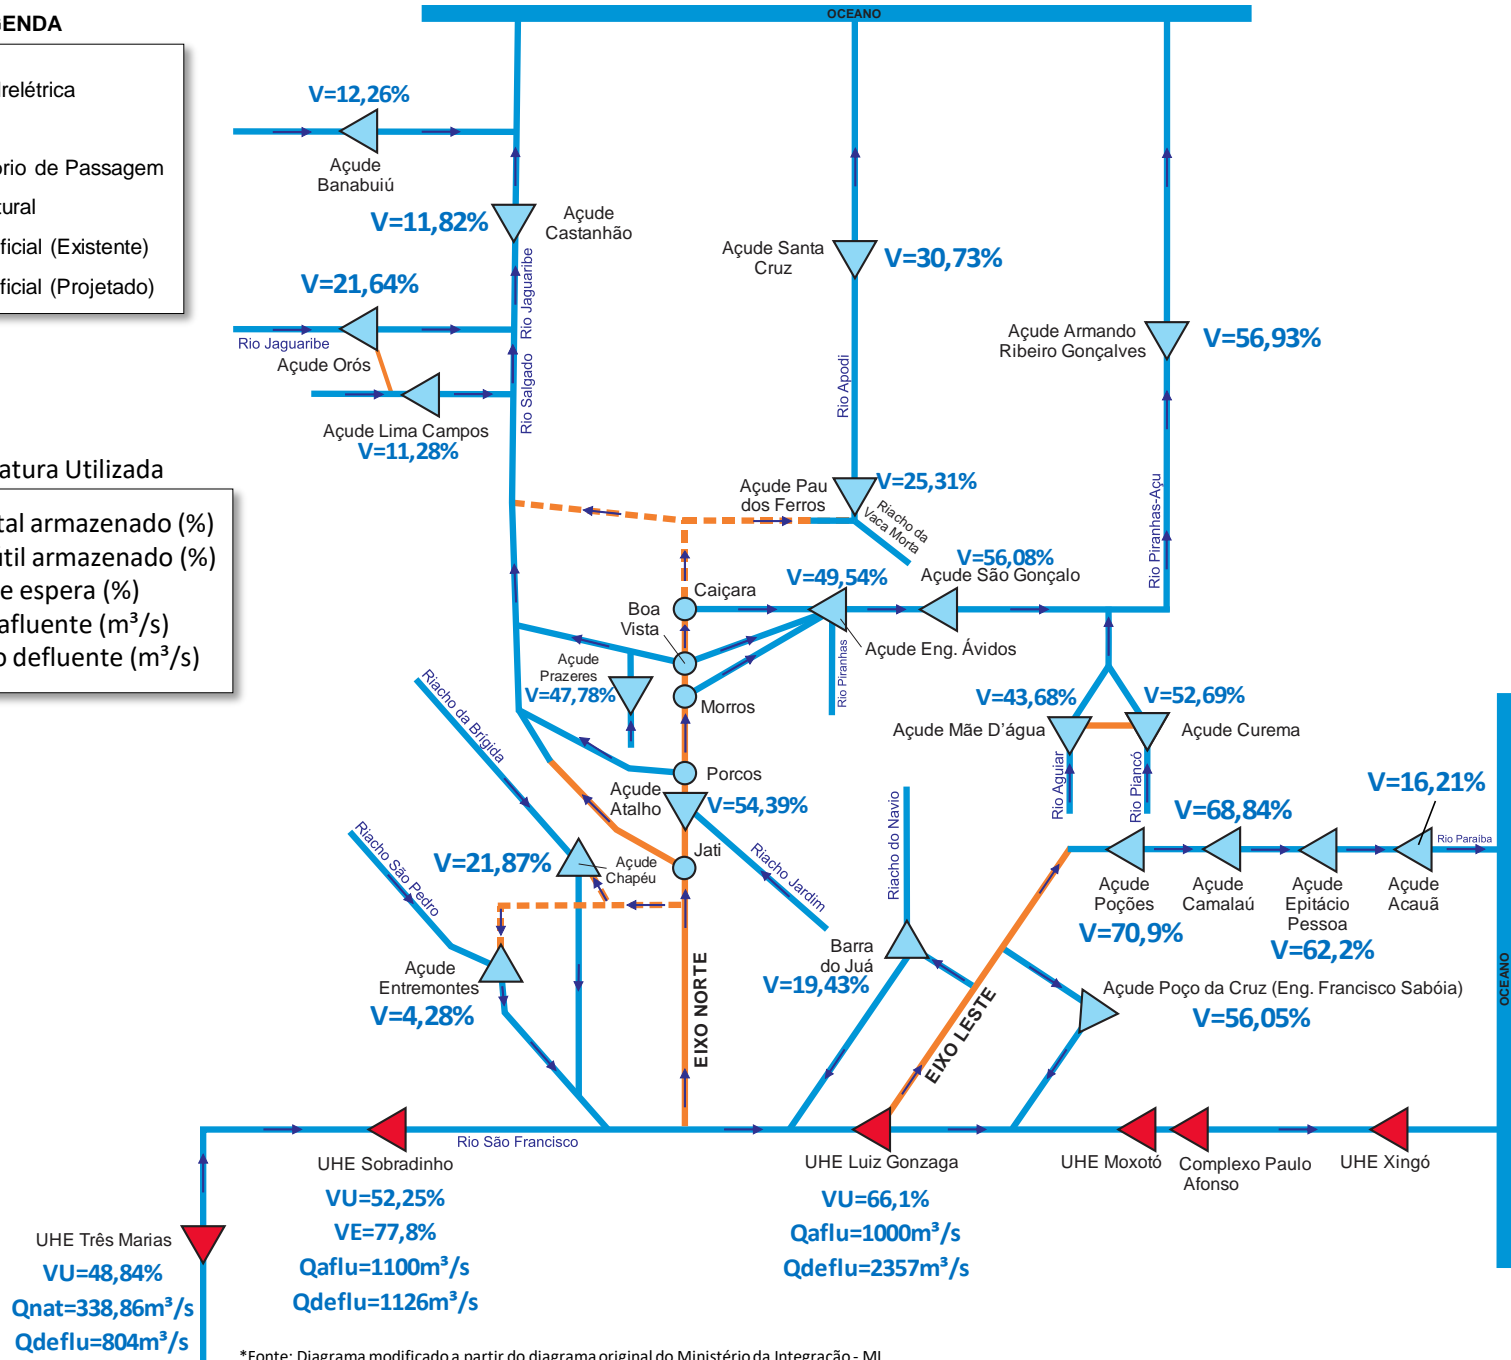 OCEANO
GENDA
drelétrica
ório de Passagem
tural
ificial (Existente)
ificial (Projetado)
V=12,26%
Açude
Banabuiú
V=11,82%
Açude
Castanhão
V=21,64%
Rio Jaguaribe
Açude Orós
Rio Jaguaribe
Rio Salgado
Açude Lima Campos
V=11,28%
Açude Santa
Cruz
V=30,73%
Rio Apodi
Açude Armando
Ribeiro Gonçalves
V=56,93%
Rio Piranhas-Açu
atura Utilizada
tal armazenado (%)
útil armazenado (%)
e espera (%)
afluente (m³/s)
o defluente (m³/s)
Açude Pau
dos Ferros
V=25,31%
Riacho da
Vaca Morta
V=56,08%
Açude São Gonçalo
V=49,54%
Caiçara
Boa
Vista
Açude Eng. Ávidos
Rio Piranhas
Açude
Prazeres
V=47,78%
Morros
Riacho da Brígida
V=43,68%
Açude Mãe D'água
V=52,69%
Açude Curema
Rio Aguiar
Rio Piancó
Porcos
Açude
Atalho
V=54,39%
Jati
Riacho Jardim
Riacho São Pedro
V=21,87%
Açude
Chapéu
Riacho do Navio
V=16,21%
V=68,84%
Rio Paraíba
Açude
Poções
V=70,9%
Açude
Camalaú
Açude
Epitácio
Pessoa
V=62,2%
Açude
Acauã
Açude
Entremontes
V=4,28%
EIXO NORTE
Barra
do Juá
V=19,43%
EIXO LESTE
Açude Poço da Cruz (Eng. Francisco Sabóia)
V=56,05%
OCEANO
Rio São Francisco
UHE Sobradinho
VU=52,25%
VE=77,8%
Qaflu=1100m³/s
Qdeflu=1126m³/s
UHE Luiz Gonzaga
VU=66,1%
Qaflu=1000m³/s
Qdeflu=2357m³/s
UHE Moxotó
Complexo Paulo
Afonso
UHE Xingó
UHE Três Marias
VU=48,84%
Qnat=338,86m³/s
Qdeflu=804m³/s
*Fonte: Diagrama modificado a partir do diagrama original do Ministério da Integração - MI